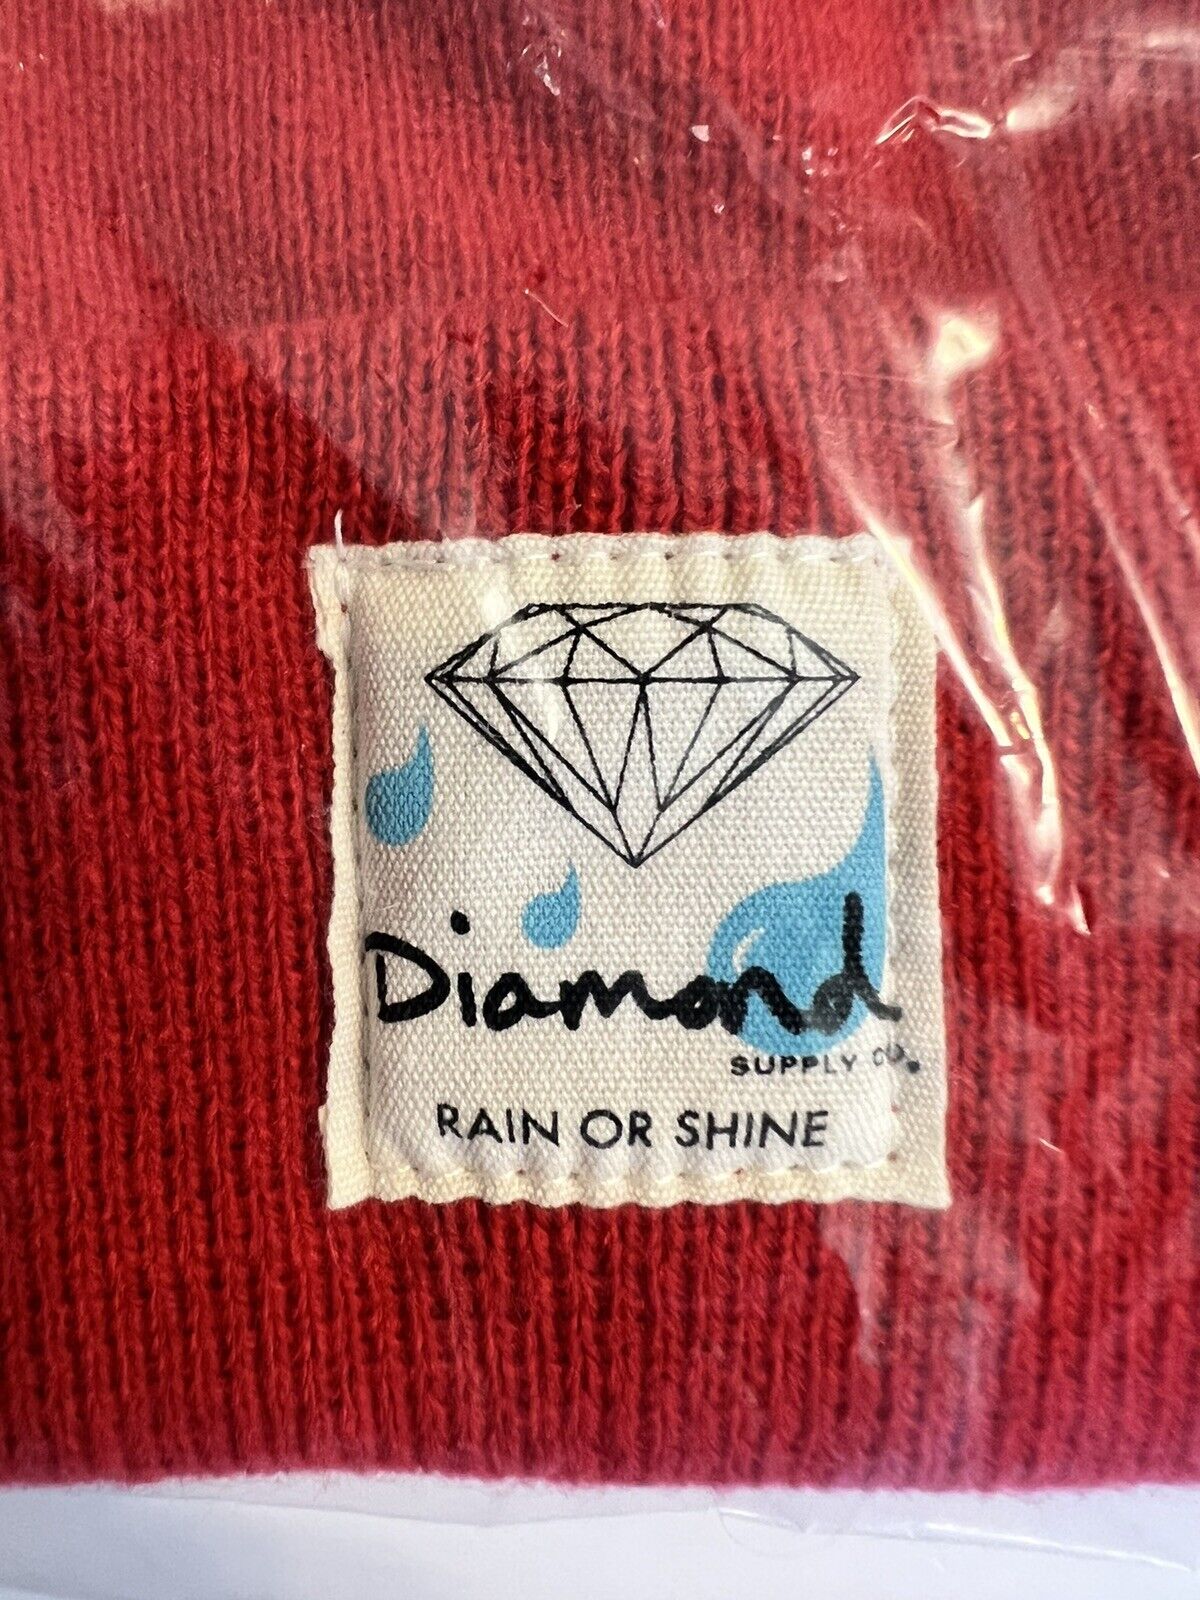 Diamond
SUPPLY CO.
RAIN OR SHINE